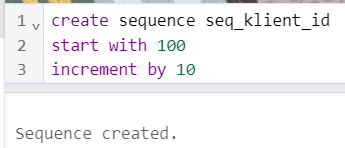 1 create sequence seq_klient_id
2 start with 100
3 increment by 10
Sequence created.